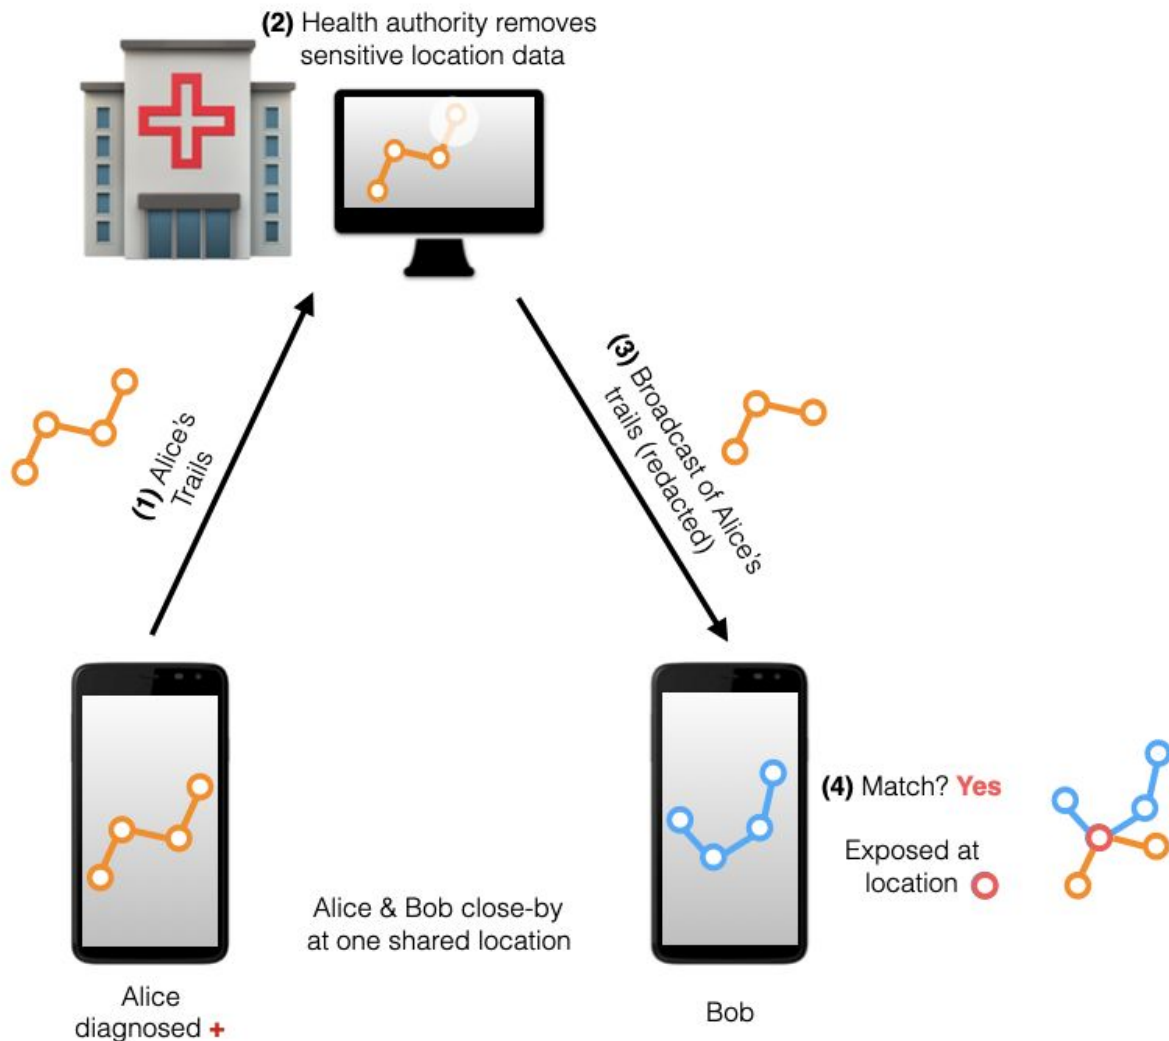 (2) Health authority removes
sensitive location data
(1) Alice's
Trails
(3) Broadcast of Alice's
trails (redacted)
(4) Match? Yes
Exposed at
location
Alice & Bob close-by
at one shared location
Alice
diagnosed +
Bob